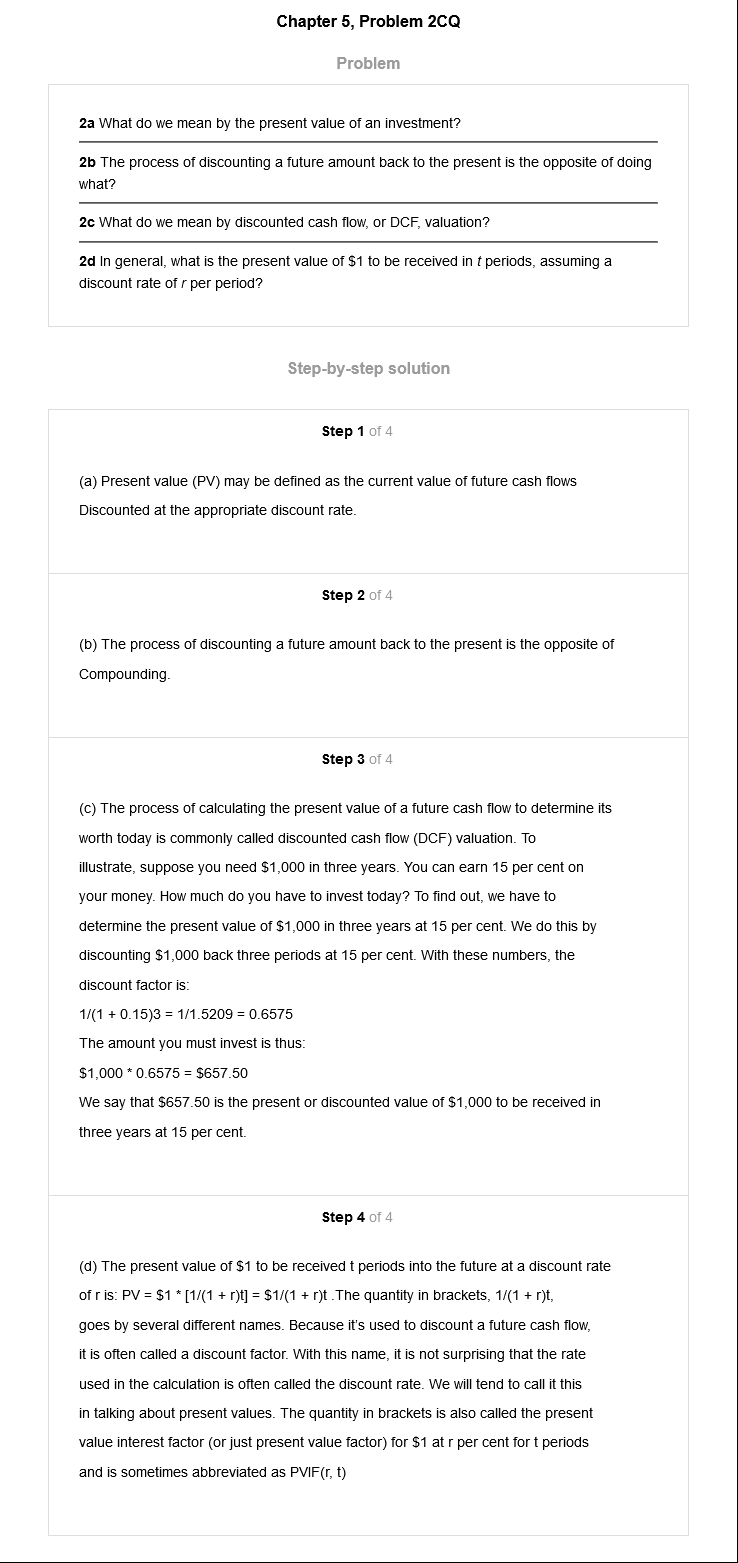 Chapter 5, Problem 2CQ
Problem
2a What do we mean by the present value of an investment?
2b The process of discounting a future amount back to the present is the opposite of doing
what?
2c What do we mean by discounted cash flow, or DCF, valuation?
2d In general, what is the present value of $1 to be received in t periods, assuming a
discount rate of r per period?
Step-by-step solution
Step 1 of 4
(a) Present value (PV) may be defined as the current value of future cash flows
Discounted at the appropriate discount rate.
Step 2 of 4
(b) The process of discounting a future amount back to the present is the opposite of
Compounding.
Step 3 of 4
(c) The process of calculating the present value of a future cash flow to determine its
worth today is commonly called discounted cash flow (DCF) valuation. To
illustrate, suppose you need $1,000 in three years. You can earn 15 per cent on
your money. How much do you have to invest today? To find out, we have to
determine the present value of $1,000 in three years at 15 per cent. We do this by
discounting $1,000 back three periods at 15 per cent. With these numbers, the
discount factor is:
1/(1 + 0.15)3 = 1/1.5209 = 0.6575
The amount you must invest is thus:
$1,000 * 0.6575 = $657.50
We say that $657.50 is the present or discounted value of $1,000 to be received in
three years at 15 per cent.
Step 4 of 4
(d) The present value of $1 to be received t periods into the future at a discount rate
of r is: PV = $1 * [1/(1 + r)t] = $1/(1 + r)t .The quantity in brackets, 1/(1 + r)t,
goes by several different names. Because it's used to discount a future cash flow,
it is often called a discount factor. With this name, it is not surprising that the rate
used in the calculation is often called the discount rate. We will tend to call it this
in talking about present values. The quantity in brackets is also called the present
value interest factor (or just present value factor) for $1 at r per cent for t periods
and is sometimes abbreviated as PVIF(r, t)